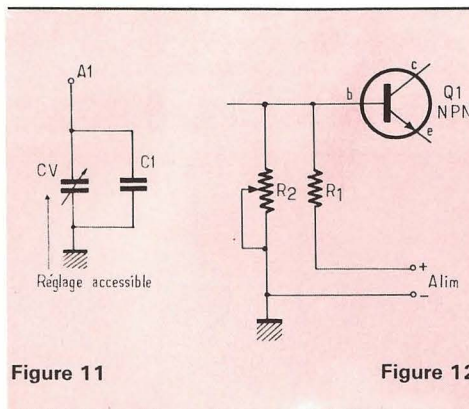 A1
CV
C1
Réglage accessible
Figure 11
c
b
Q1
NPN
e
R2
R1
+
Alim
−
Figure 12